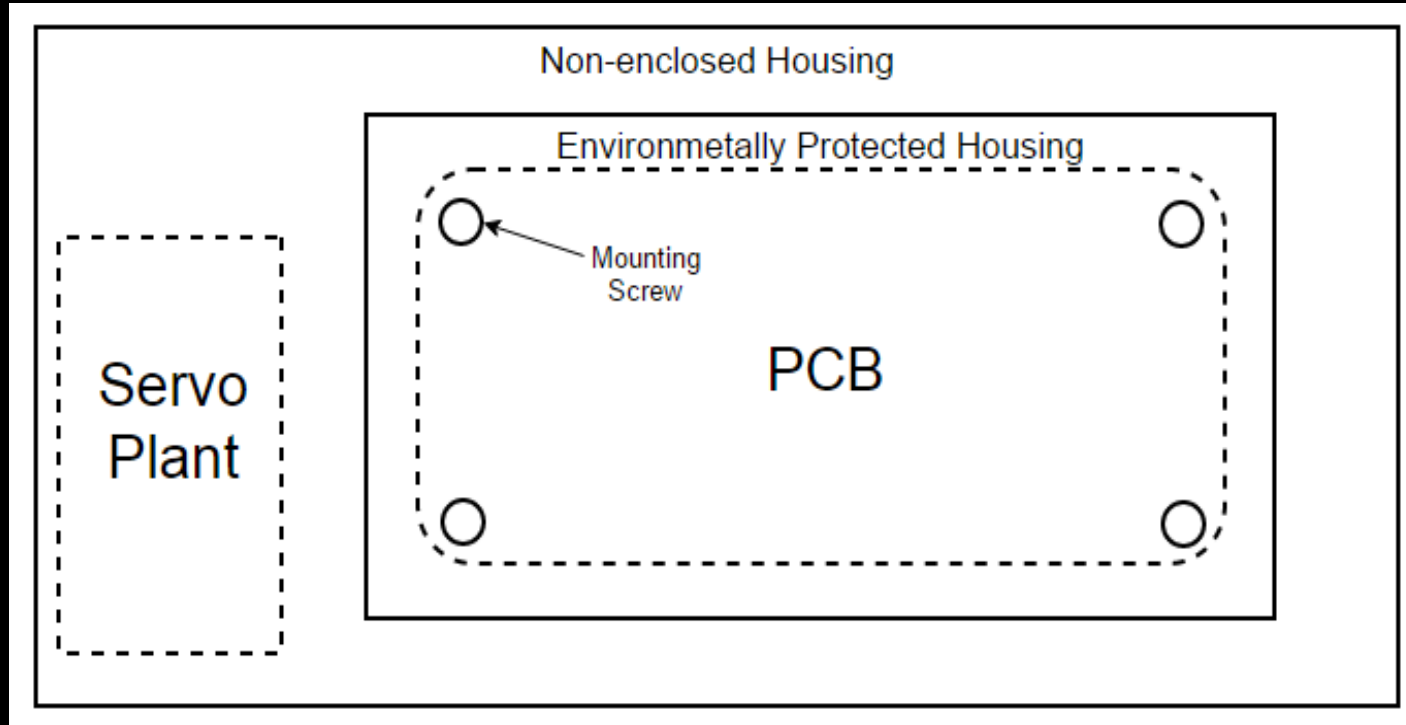 Non-enclosed Housing
Environmetally Protected Housing
Mounting
Screw
PCB
Servo
Plant